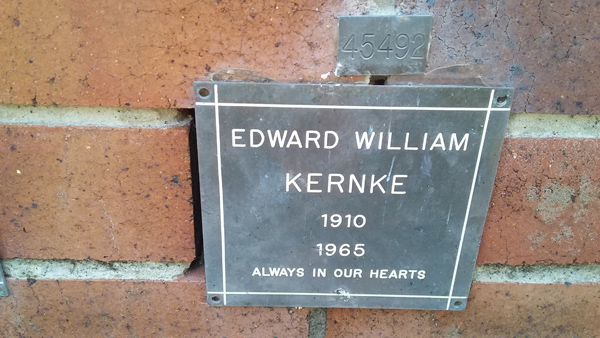 45492
EDWARD WILLIAM
KERNKE
1910
1965
ALWAYS IN OUR HEARTS